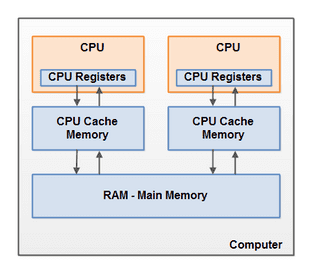 CPU
CPU
CPU Registers
CPU Registers
CPU Cache
Memory
CPU Cache
Memory
RAM - Main Memory
Computer